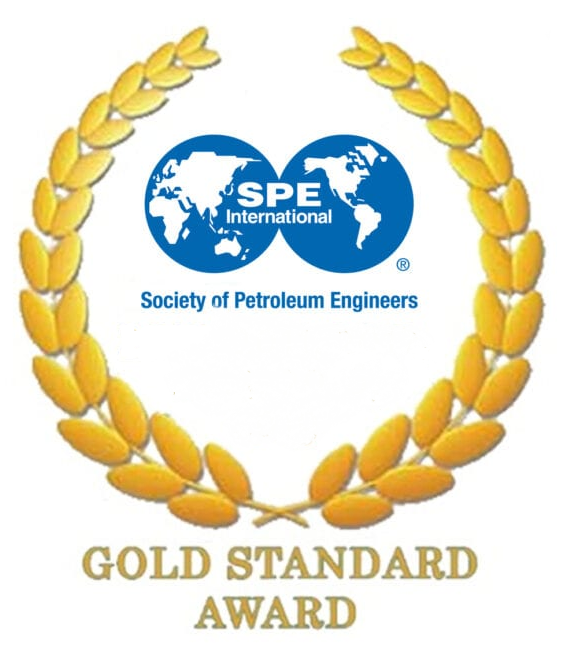 SPE
International
®
Society of Petroleum Engineers
GOLD STANDARD
AWARD